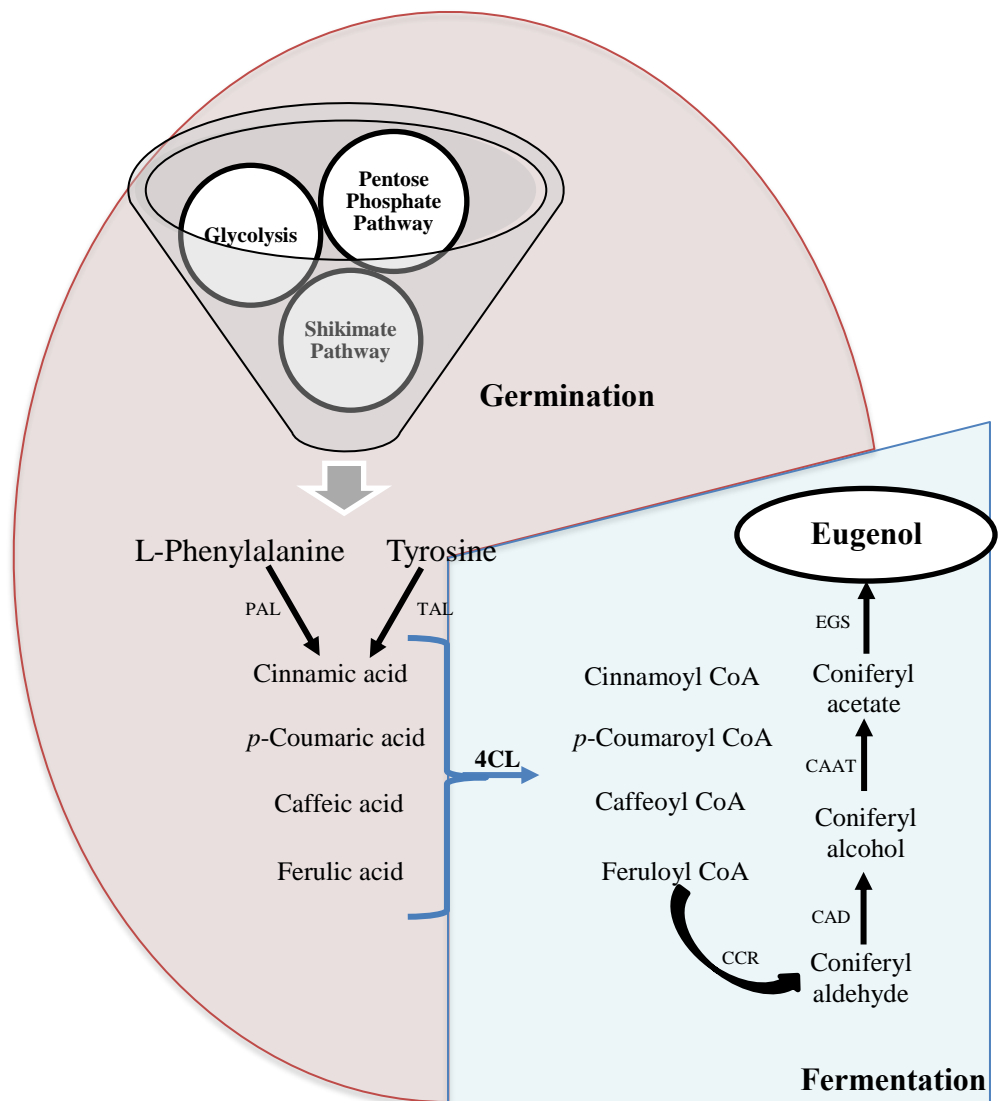 Pentose
Phosphate
Pathway
Glycolysis
Shikimate
Pathway
Germination
L-Phenylalanine
Tyrosine
PAL
TAL
Cinnamic acid
p-Coumaric acid
Caffeic acid
Ferulic acid
4CL
Cinnamoyl CoA
p-Coumaroyl CoA
Caffeoyl CoA
Feruloyl CoA
CCR
Coniferyl
aldehyde
CAD
Coniferyl
alcohol
CAAT
Coniferyl
acetate
EGS
Eugenol
Fermentation